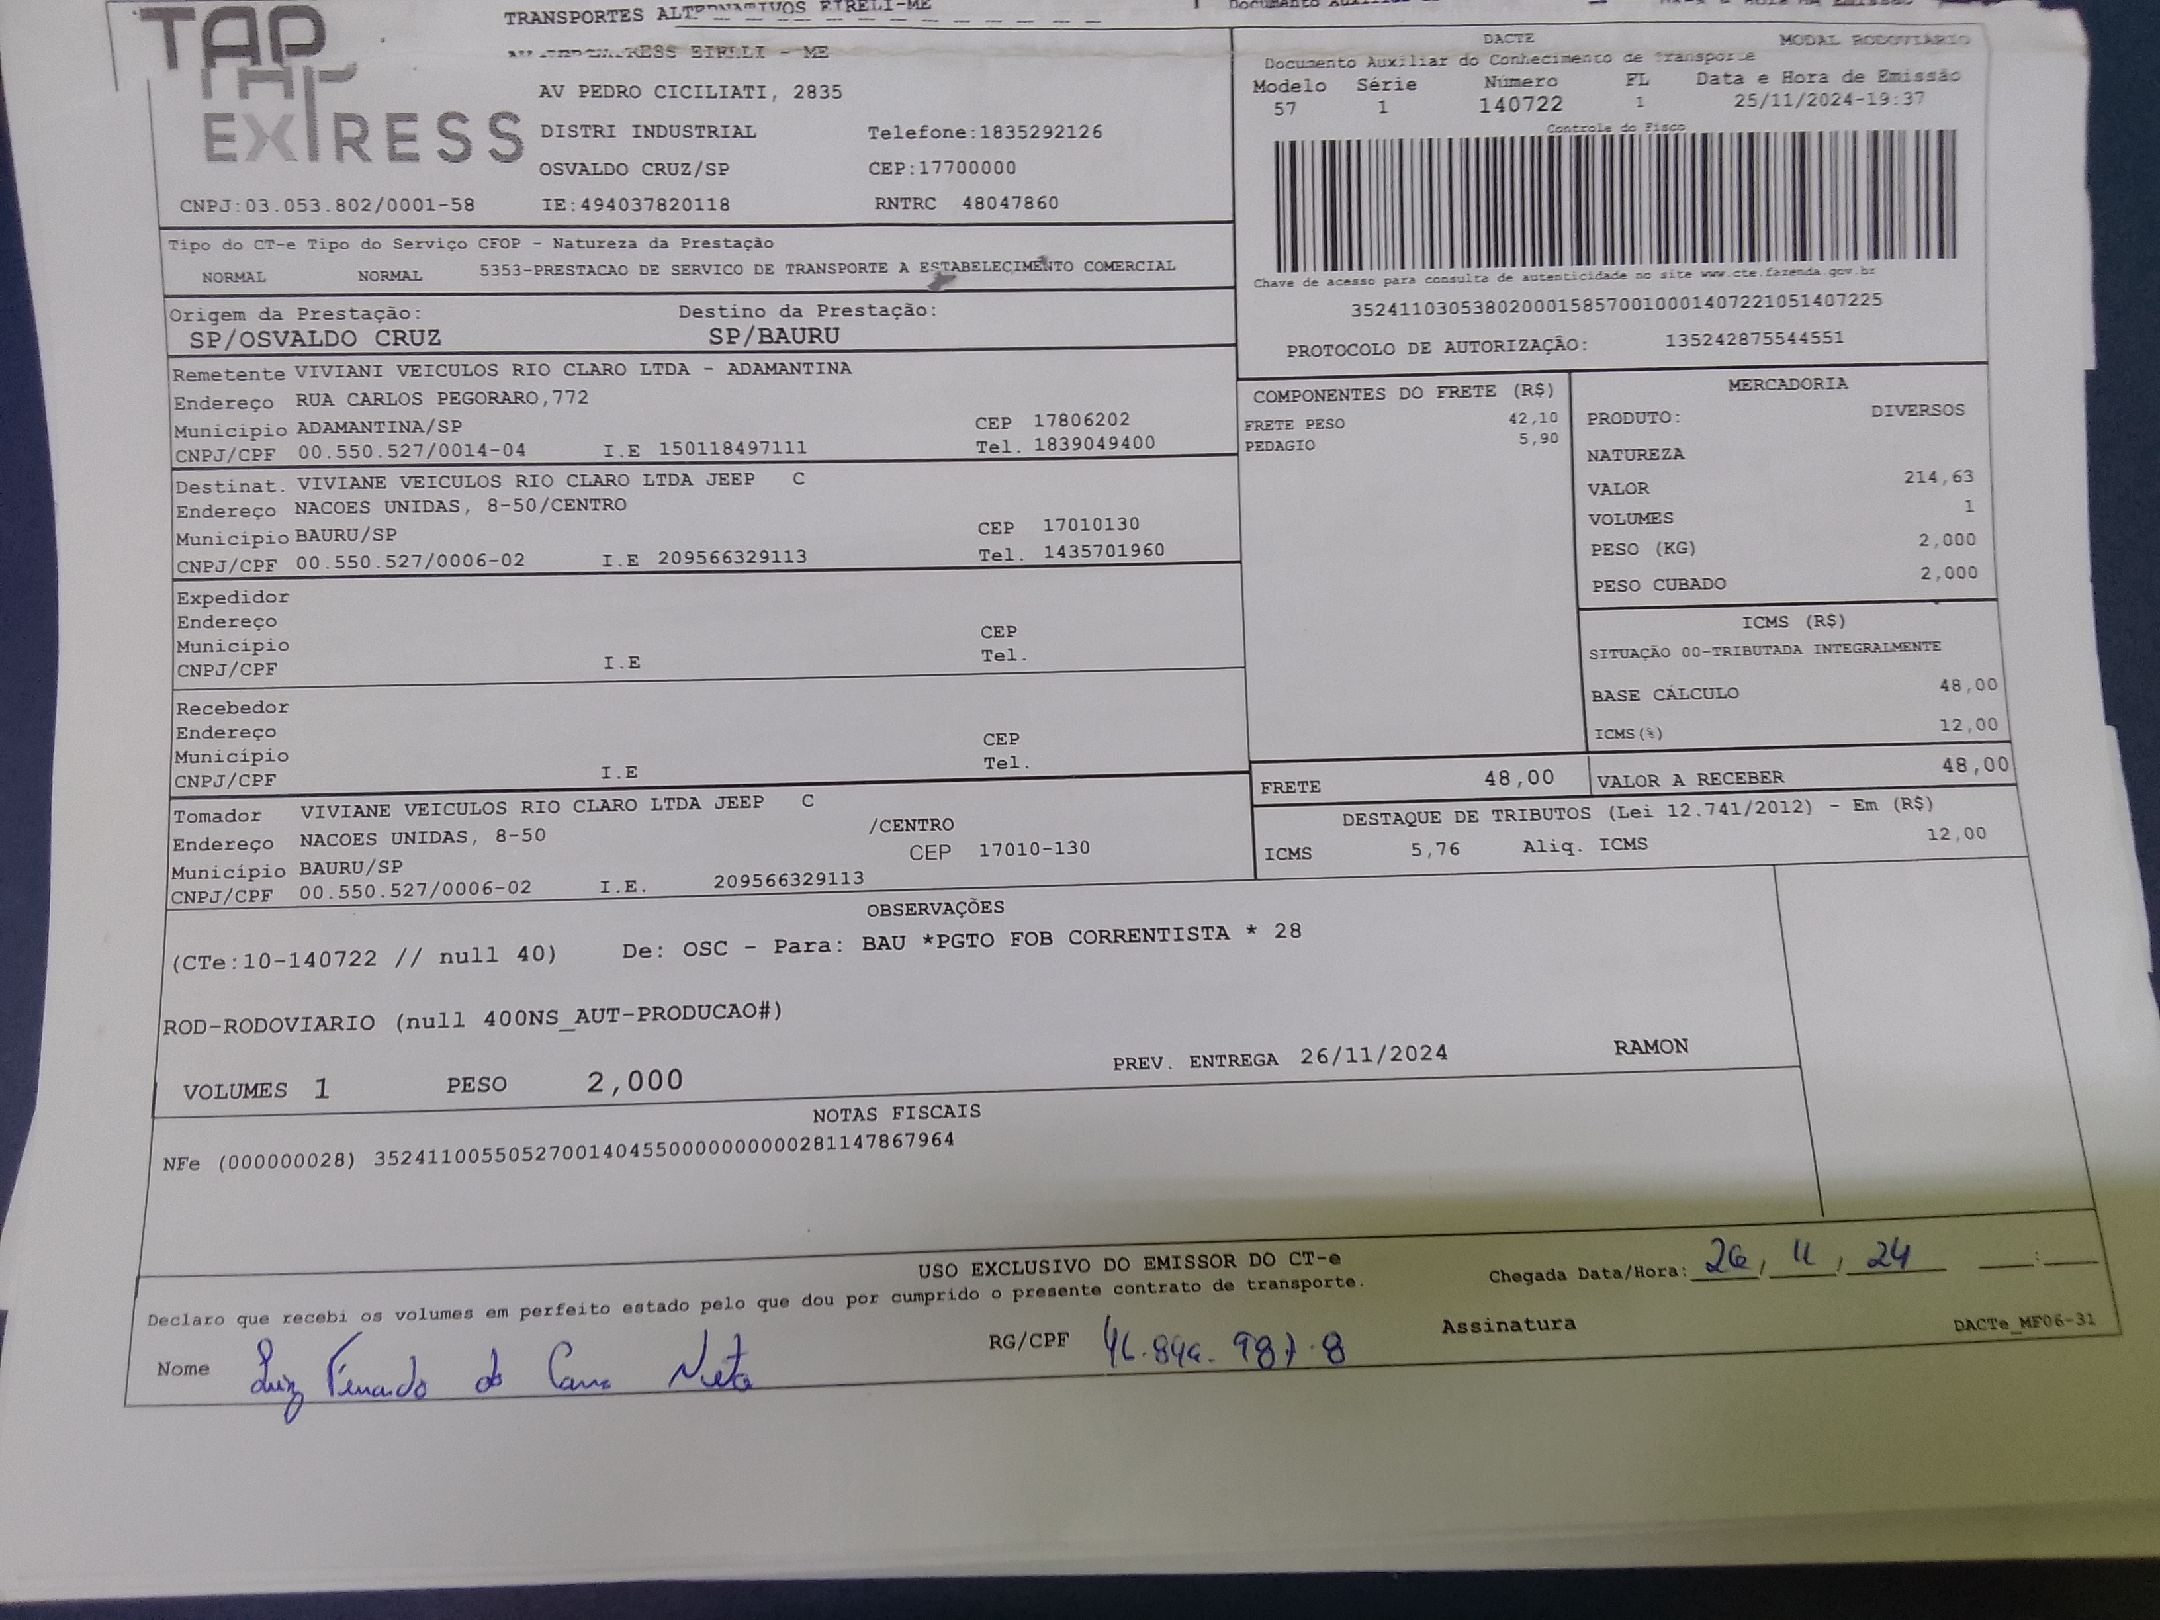 TAP
EXPRESS
TRANSPORTES ALTERNATIVOS EIRELI-ME
EIRELI - ME
AV PEDRO CICILIATI, 2835
DISTRI INDUSTRIAL Telefone:1835292126
OSVALDO CRUZ/SP CEP:17700000
CNPJ:03.053.802/0001-58 IE:494037820118 RNTRC 48047860
DACTE MODAL RODOVIÁRIO
Documento Auxiliar do Conhecimento de Transporte
Modelo Série Número FL Data e Hora de Emissão
57 1 140722 1 25/11/2024-19:37
Controle do Fisco
Chave de acesso para consulta de autenticidade no site www.cte.fazenda.gov.br
35241103053802000158570010001407221051407225
PROTOCOLO DE AUTORIZAÇÃO: 135242875544551
Tipo do CT-e Tipo do Serviço CFOP - Natureza da Prestação
NORMAL NORMAL 5353-PRESTACAO DE SERVICO DE TRANSPORTE A ESTABELECIMENTO COMERCIAL
Origem da Prestação: Destino da Prestação:
SP/OSVALDO CRUZ SP/BAURU
Remetente VIVIANI VEICULOS RIO CLARO LTDA - ADAMANTINA
Endereço RUA CARLOS PEGORARO,772
Municipio ADAMANTINA/SP CEP 17806202
CNPJ/CPF 00.550.527/0014-04 I.E 150118497111 Tel. 1839049400
Destinat. VIVIANE VEICULOS RIO CLARO LTDA JEEP C
Endereço NACOES UNIDAS, 8-50/CENTRO
Municipio BAURU/SP CEP 17010130
CNPJ/CPF 00.550.527/0006-02 I.E 209566329113 Tel. 1435701960
Expedidor
Endereço
Município CEP
CNPJ/CPF I.E Tel.
Recebedor
Endereço
Município CEP
CNPJ/CPF I.E Tel.
Tomador VIVIANE VEICULOS RIO CLARO LTDA JEEP C
Endereço NACOES UNIDAS, 8-50 /CENTRO
Município BAURU/SP CEP 17010-130
CNPJ/CPF 00.550.527/0006-02 I.E. 209566329113
COMPONENTES DO FRETE (R$)
FRETE PESO 42,10
PEDAGIO 5,90
MERCADORIA
PRODUTO: DIVERSOS
NATUREZA
VALOR 214,63
VOLUMES 1
PESO (KG) 2,000
PESO CUBADO 2,000
ICMS (R$)
SITUAÇÃO 00-TRIBUTADA INTEGRALMENTE
BASE CÁLCULO 48,00
ICMS(%) 12,00
FRETE 48,00 VALOR A RECEBER 48,00
DESTAQUE DE TRIBUTOS (Lei 12.741/2012) - Em (R$)
ICMS 5,76 Aliq. ICMS 12,00
OBSERVAÇÕES
(CTe:10-140722 // null 40) De: OSC - Para: BAU *PGTO FOB CORRENTISTA * 28
ROD-RODOVIARIO (null 400NS_AUT-PRODUCAO#)
VOLUMES 1 PESO 2,000 PREV. ENTREGA 26/11/2024 RAMON
NOTAS FISCAIS
NFe (000000028) 35241100550527001404550000000000281147867964
USO EXCLUSIVO DO EMISSOR DO CT-e
Declaro que recebi os volumes em perfeito estado pelo que dou por cumprido o presente contrato de transporte.
Chegada Data/Hora: 26/11/24 :
Nome Luiz Fernando do Neto RG/CPF Assinatura DACTe_MF06-31